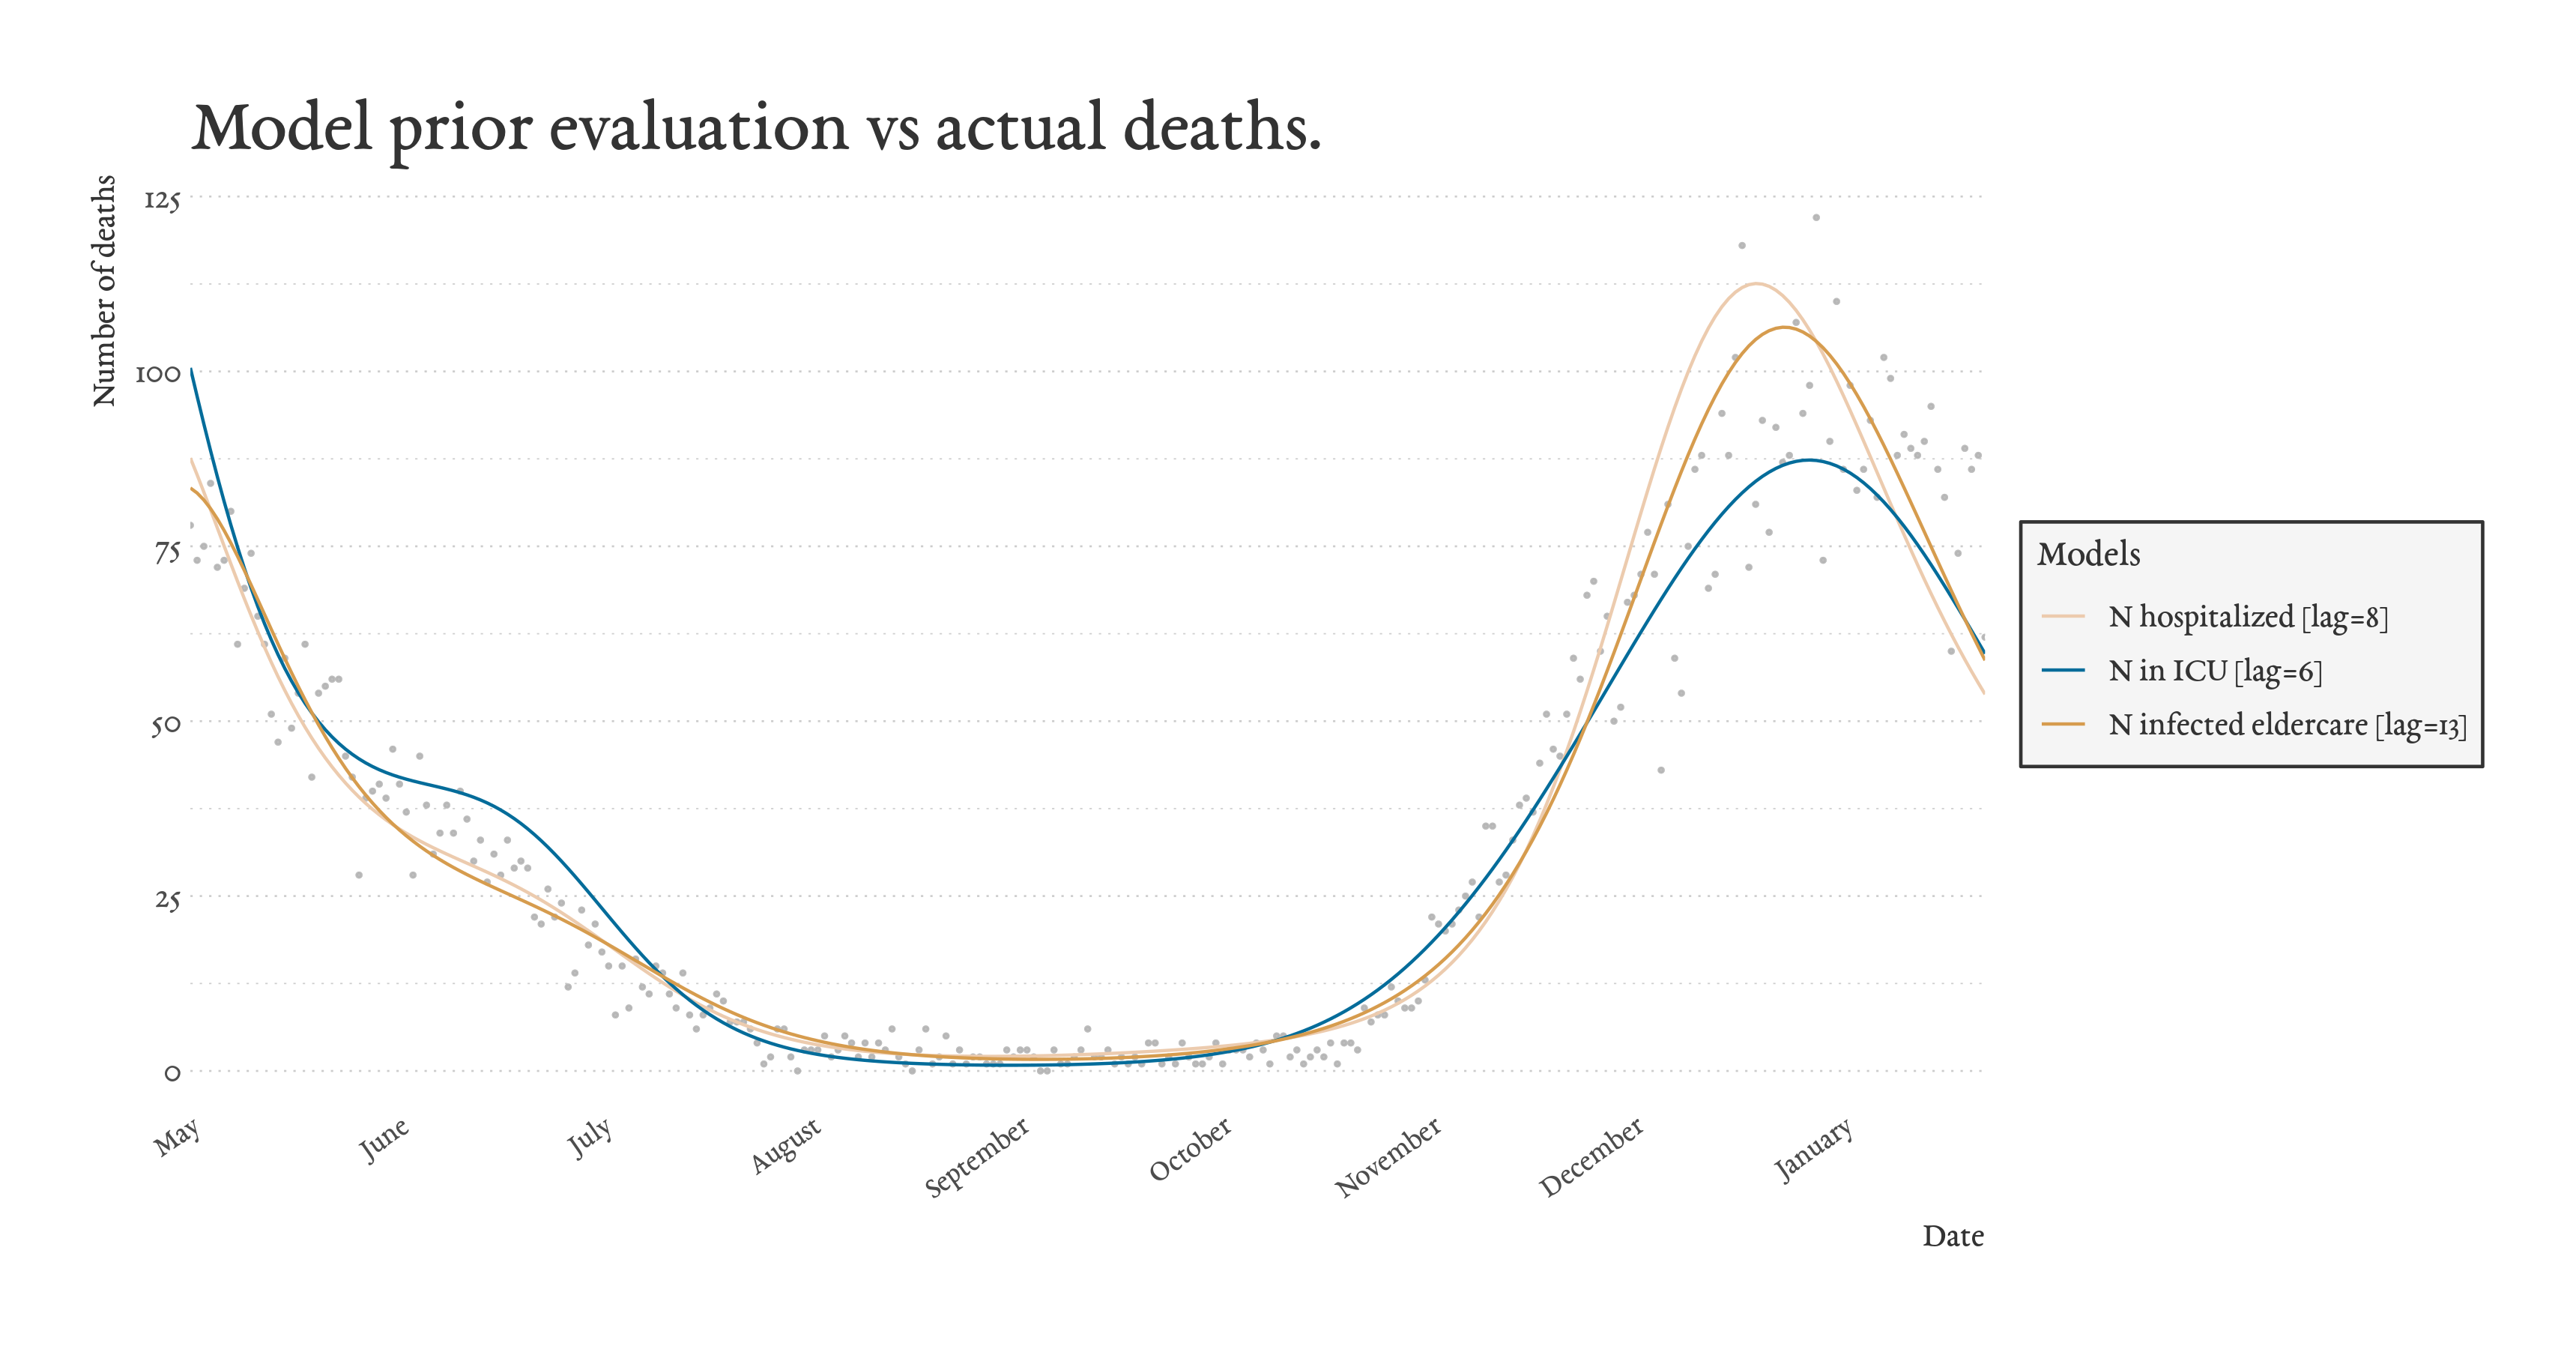 Model prior evaluation vs actual deaths.
Number of deaths
125
100
75
50
25
0
May
June
July
August
September
October
November
December
January
Date
Models
N hospitalized [lag=8]
N in ICU [lag=6]
N infected eldercare [lag=13]